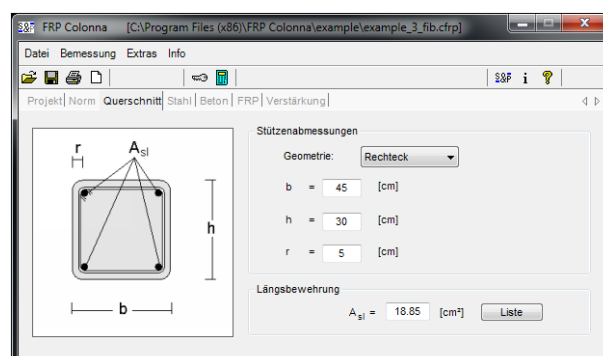 S&P FRP Colonna [C:\Program Files (x86)\FRP Colonna\example\example_3_fib.cfrp]
Datei Bemessung Extras Info
S&P i ?
Projekt Norm Querschnitt Stahl Beton FRP Verstärkung
r Asl
h
b
Stützenabmessungen
Geometrie: Rechteck
b = 45 [cm]
h = 30 [cm]
r = 5 [cm]
Längsbewehrung
Asl = 18.85 [cm²] Liste